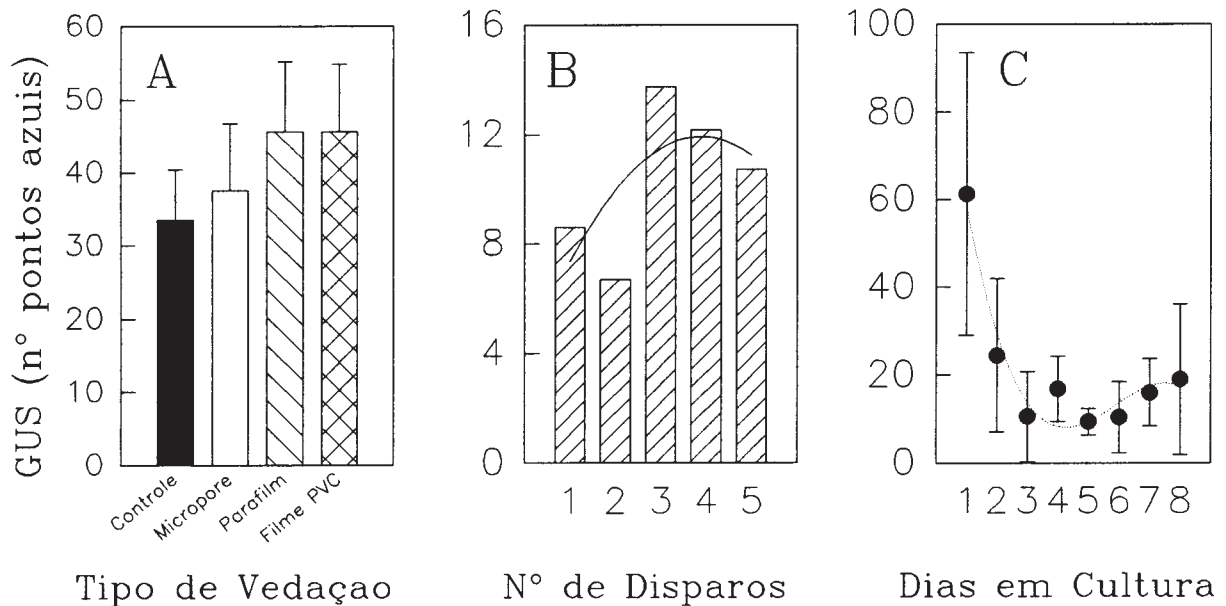 GUS (n° pontos azuis)
60
50
40
30
20
10
0
A
Controle
Micropore
Parafilm
Filme PVC
Tipo de Vedaçao
16
12
8
4
0
B
1 2 3 4 5
N° de Disparos
100
80
60
40
20
0
C
1 2 3 4 5 6 7 8
Dias em Cultura